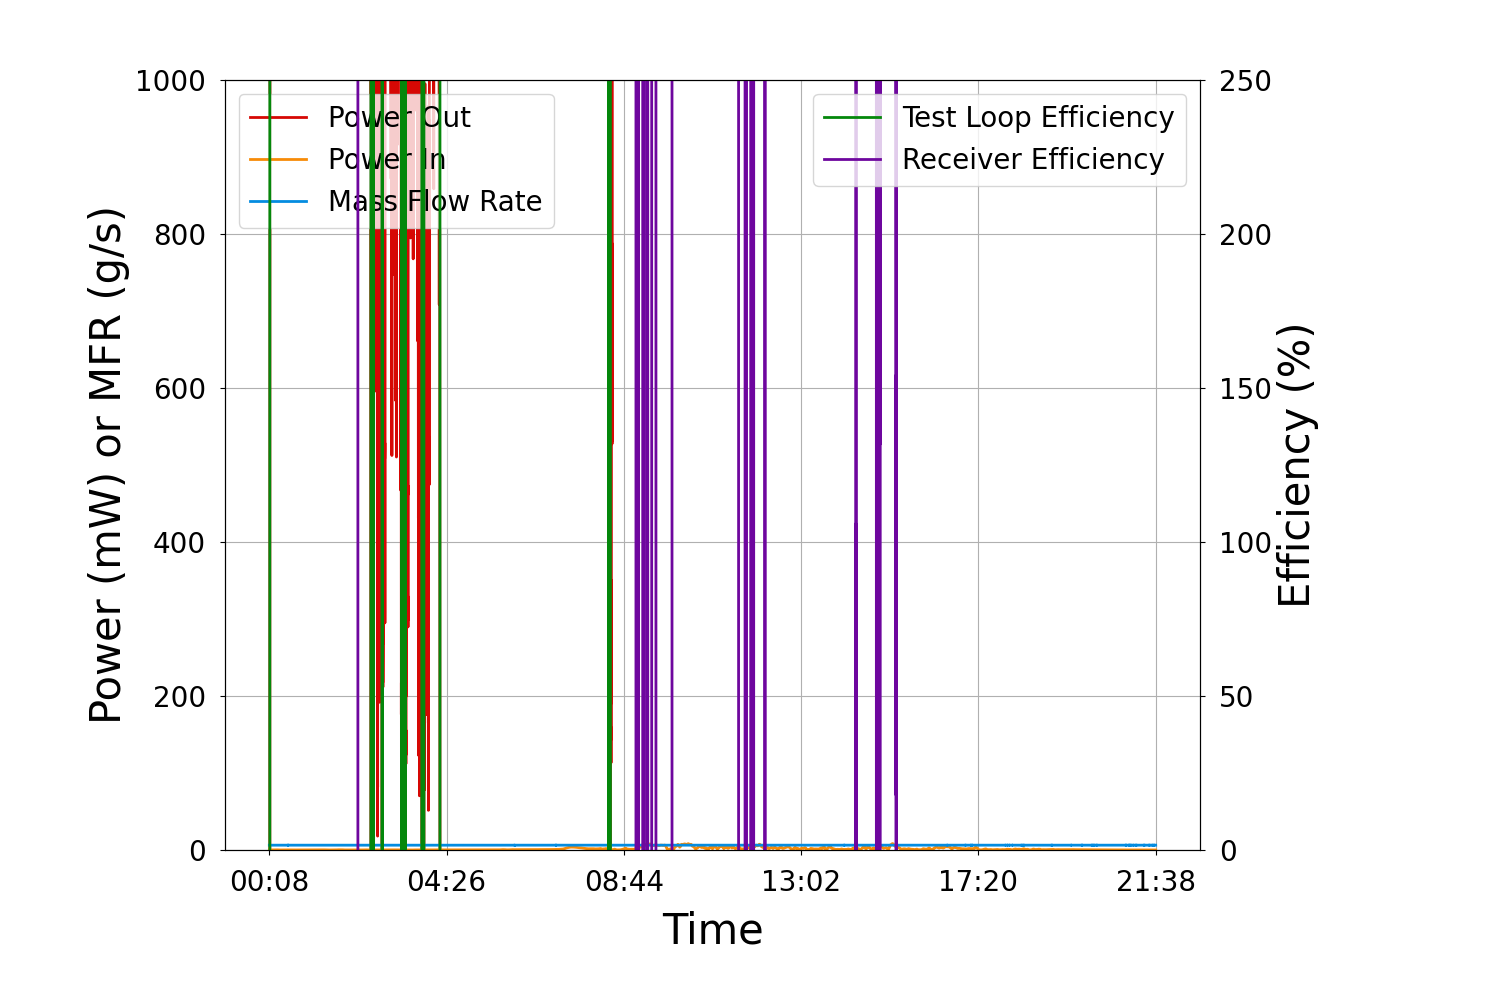 1000
800
600
400
200
0
Power (mW) or MFR (g/s)
Power Out
Power In
Mass Flow Rate
Test Loop Efficiency
Receiver Efficiency
250
200
150
100
50
0
Efficiency (%)
00:08 04:26 08:44 13:02 17:20 21:38
Time